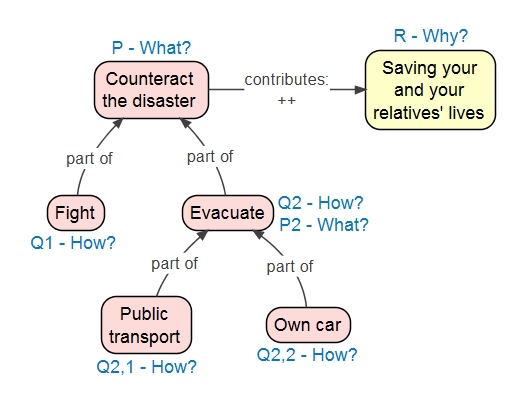 P - What?
R - Why?
Counteract
the disaster
contributes:
++
Saving your
and your
relatives' lives
part of
part of
Fight
Q1 - How?
Evacuate
Q2 - How?
P2 - What?
part of
part of
Public
transport
Q2,1 - How?
Own car
Q2,2 - How?